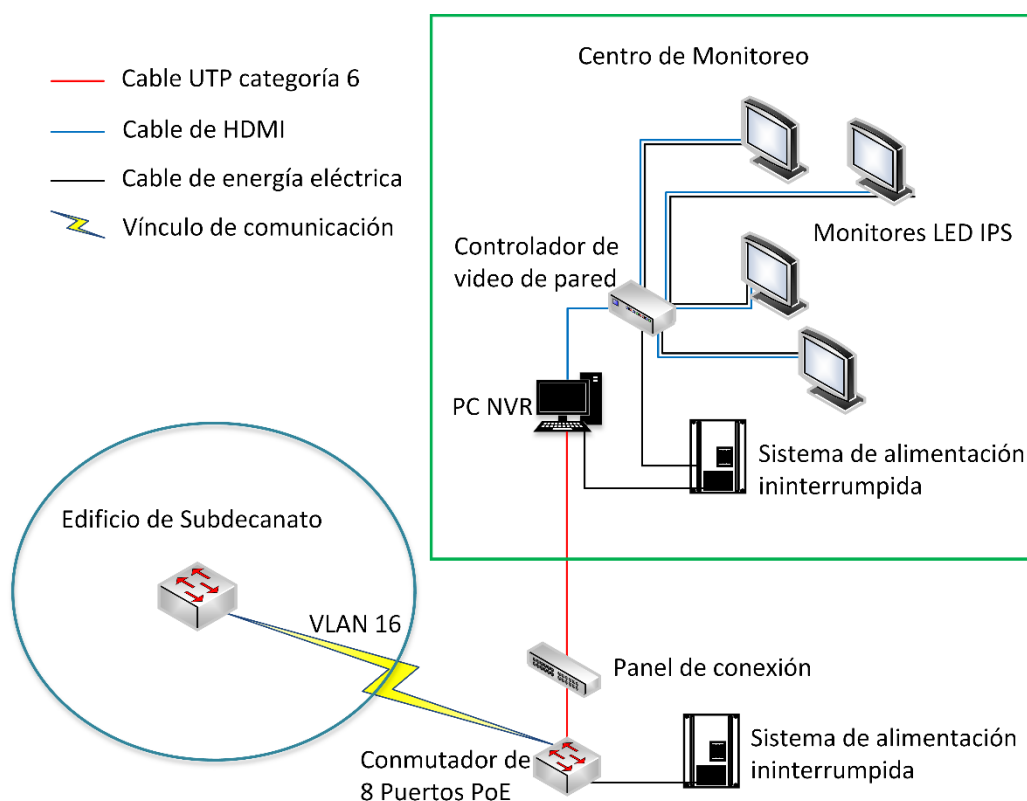 Centro de Monitoreo
Cable UTP categoría 6
Cable de HDMI
Cable de energía eléctrica
Vínculo de comunicación
Monitores LED IPS
Controlador de
video de pared
PC NVR
Sistema de alimentación
ininterrumpida
Edificio de Subdecanato
VLAN 16
Panel de conexión
Conmutador de
8 Puertos PoE
Sistema de alimentación
ininterrumpida